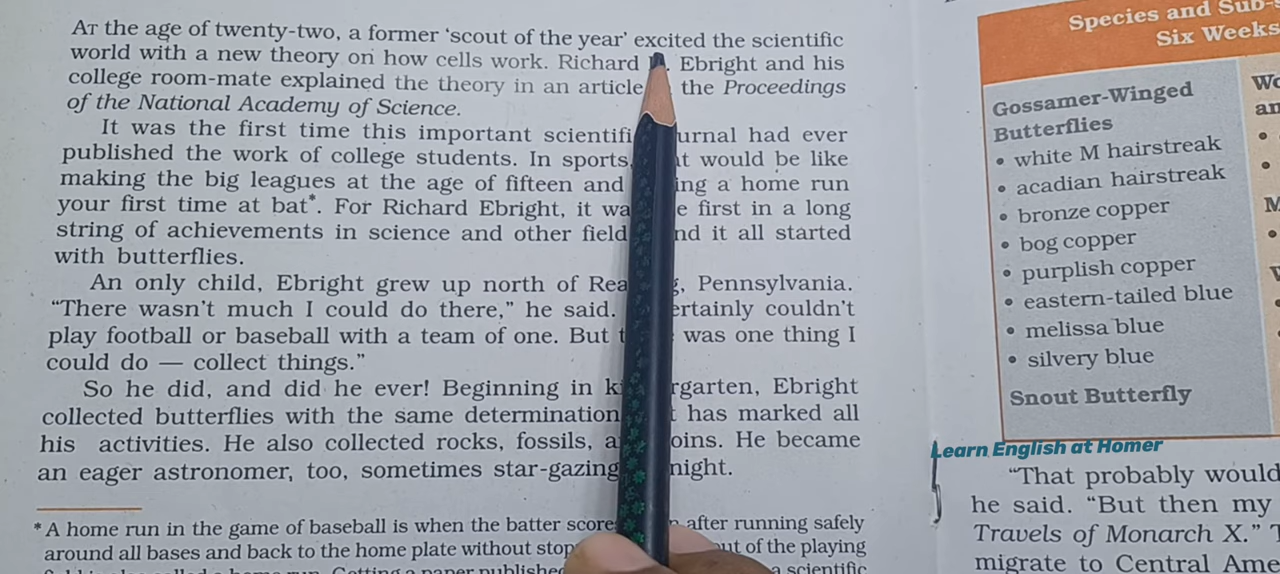 AT the age of twenty-two, a former ‘scout of the year’ excited the scientific
world with a new theory on how cells work. Richard Ebright and his
college room-mate explained the theory in an article the Proceedings
of the National Academy of Science.
It was the first time this important scientifi urnal had ever
published the work of college students. In sports, t would be like
making the big leagues at the age of fifteen and ing a home run
your first time at bat*. For Richard Ebright, it wa e first in a long
string of achievements in science and other field nd it all started
with butterflies.
An only child, Ebright grew up north of Rea g, Pennsylvania.
“There wasn’t much I could do there,” he said. ertainly couldn’t
play football or baseball with a team of one. But t was one thing I
could do — collect things.”
So he did, and did he ever! Beginning in ki rgarten, Ebright
collected butterflies with the same determination t has marked all
his activities. He also collected rocks, fossils, a oins. He became
an eager astronomer, too, sometimes star-gazing night.
* A home run in the game of baseball is when the batter score after running safely
around all bases and back to the home plate without stop ut of the playing
Getting a paper published a scientific
Species and Sub-s
Six Weeks
Gossamer-Winged
Butterflies
• white M hairstreak
• acadian hairstreak
• bronze copper
• bog copper
• purplish copper
• eastern-tailed blue
• melissa blue
• silvery blue
Snout Butterfly
Wo
an
M
Learn English at Homer
“That probably would
he said. “But then my
Travels of Monarch X.” T
migrate to Central Ame